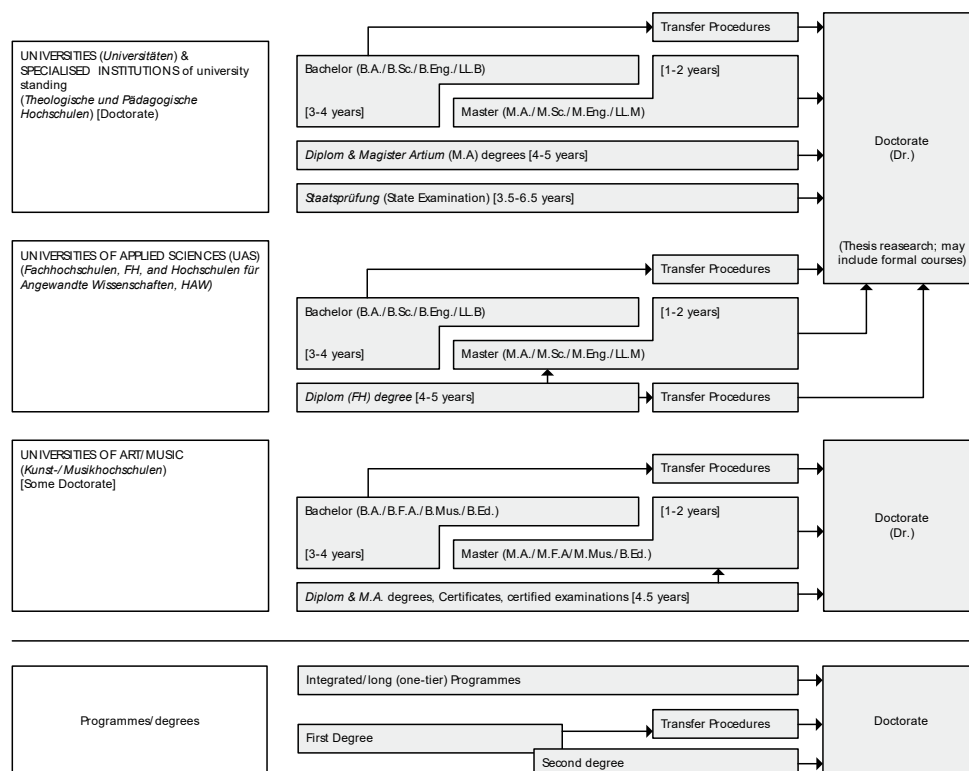 Transfer Procedures
UNIVERSITIES (Universitäten) &
SPECIALISED INSTITUTIONS of university
standing
(Theologische und Pädagogische
Hochschulen) [Doctorate)
Bachelor (B.A./B.Sc./B.Eng./LL.B)
[1-2 years]
[3-4 years]
Master (M.A./M.Sc./M.Eng./LL.M)
Diplom & Magister Artium (M.A) degrees [4-5 years]
Staatsprüfung (State Examination) [3.5-6.5 years]
Doctorate
(Dr.)
(Thesis reasearch; may
include formal courses)
UNIVERSITIES OF APPLIED SCIENCES (UAS)
(Fachhochschulen, FH, and Hochschulen für
Angewandte Wissenschaften, HAW)
Transfer Procedures
Bachelor (B.A./B.Sc./B.Eng./LL.B)
[1-2 years]
[3-4 years]
Master (M.A./M.Sc./M.Eng./LL.M)
Diplom (FH) degree [4-5 years]
Transfer Procedures
UNIVERSITIES OF ART/MUSIC
(Kunst-/Musikhochschulen)
[Some Doctorate]
Transfer Procedures
Bachelor (B.A./B.F.A./B.Mus./B.Ed.)
[1-2 years]
[3-4 years]
Master (M.A./M.F.A/M.Mus./B.Ed.)
Diplom & M.A. degrees, Certificates, certified examinations [4.5 years]
Doctorate
(Dr.)
Programmes/degrees
Integrated/long (one-tier) Programmes
Transfer Procedures
First Degree
Second degree
Doctorate